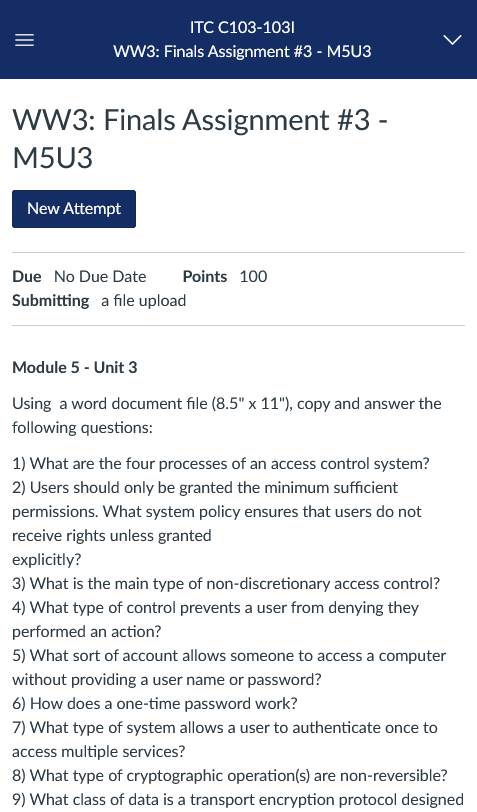 ITC C103-103I
WW3: Finals Assignment #3 - M5U3
WW3: Finals Assignment #3 -
M5U3
New Attempt
Due No Due Date Points 100
Submitting a file upload
Module 5 - Unit 3
Using a word document file (8.5" x 11"), copy and answer the
following questions:
1) What are the four processes of an access control system?
2) Users should only be granted the minimum sufficient
permissions. What system policy ensures that users do not
receive rights unless granted
explicitly?
3) What is the main type of non-discretionary access control?
4) What type of control prevents a user from denying they
performed an action?
5) What sort of account allows someone to access a computer
without providing a user name or password?
6) How does a one-time password work?
7) What type of system allows a user to authenticate once to
access multiple services?
8) What type of cryptographic operation(s) are non-reversible?
9) What class of data is a transport encryption protocol designed